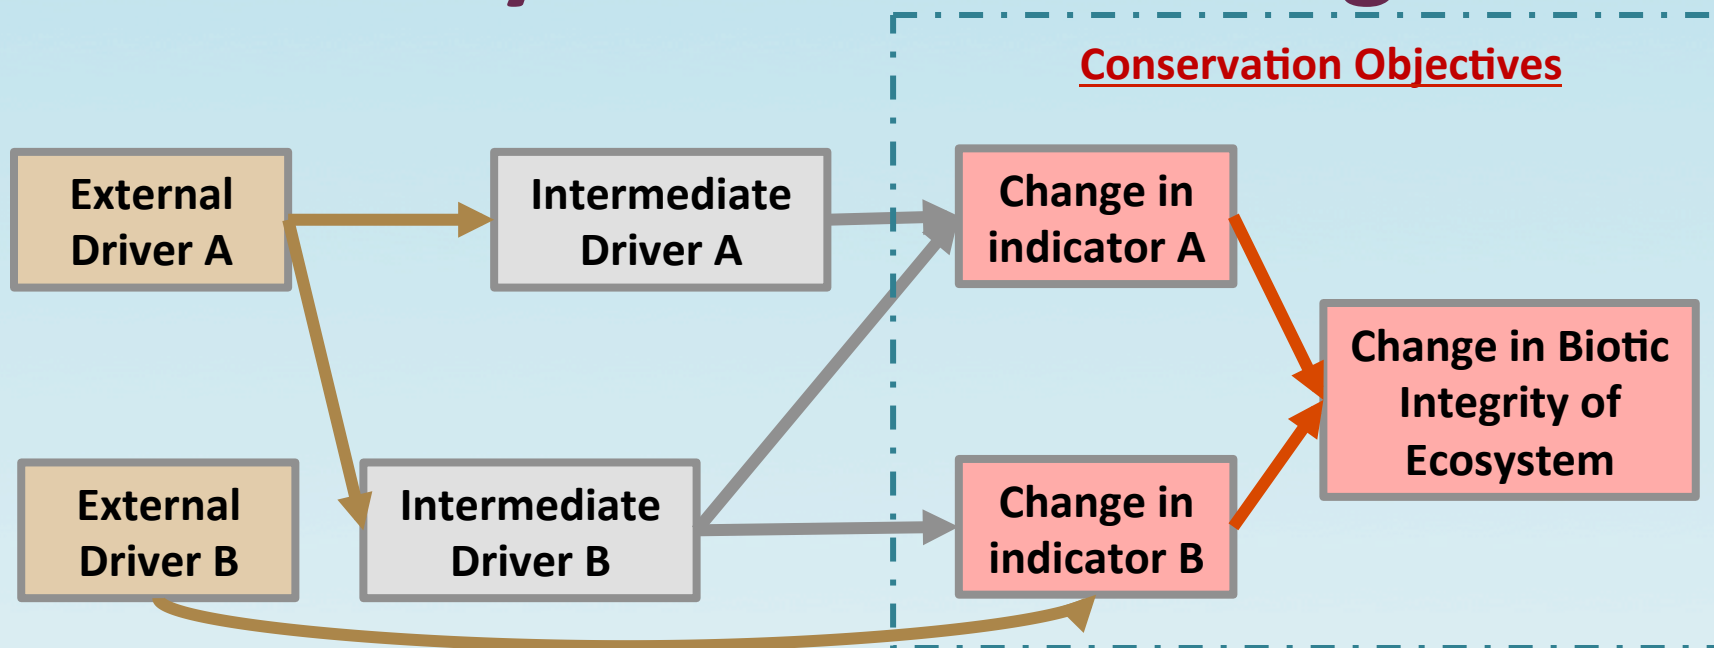 Conservation Objectives
External
Driver A
Intermediate
Driver A
Change in
indicator A
Change in Biotic
Integrity of
Ecosystem
External
Driver B
Intermediate
Driver B
Change in
indicator B